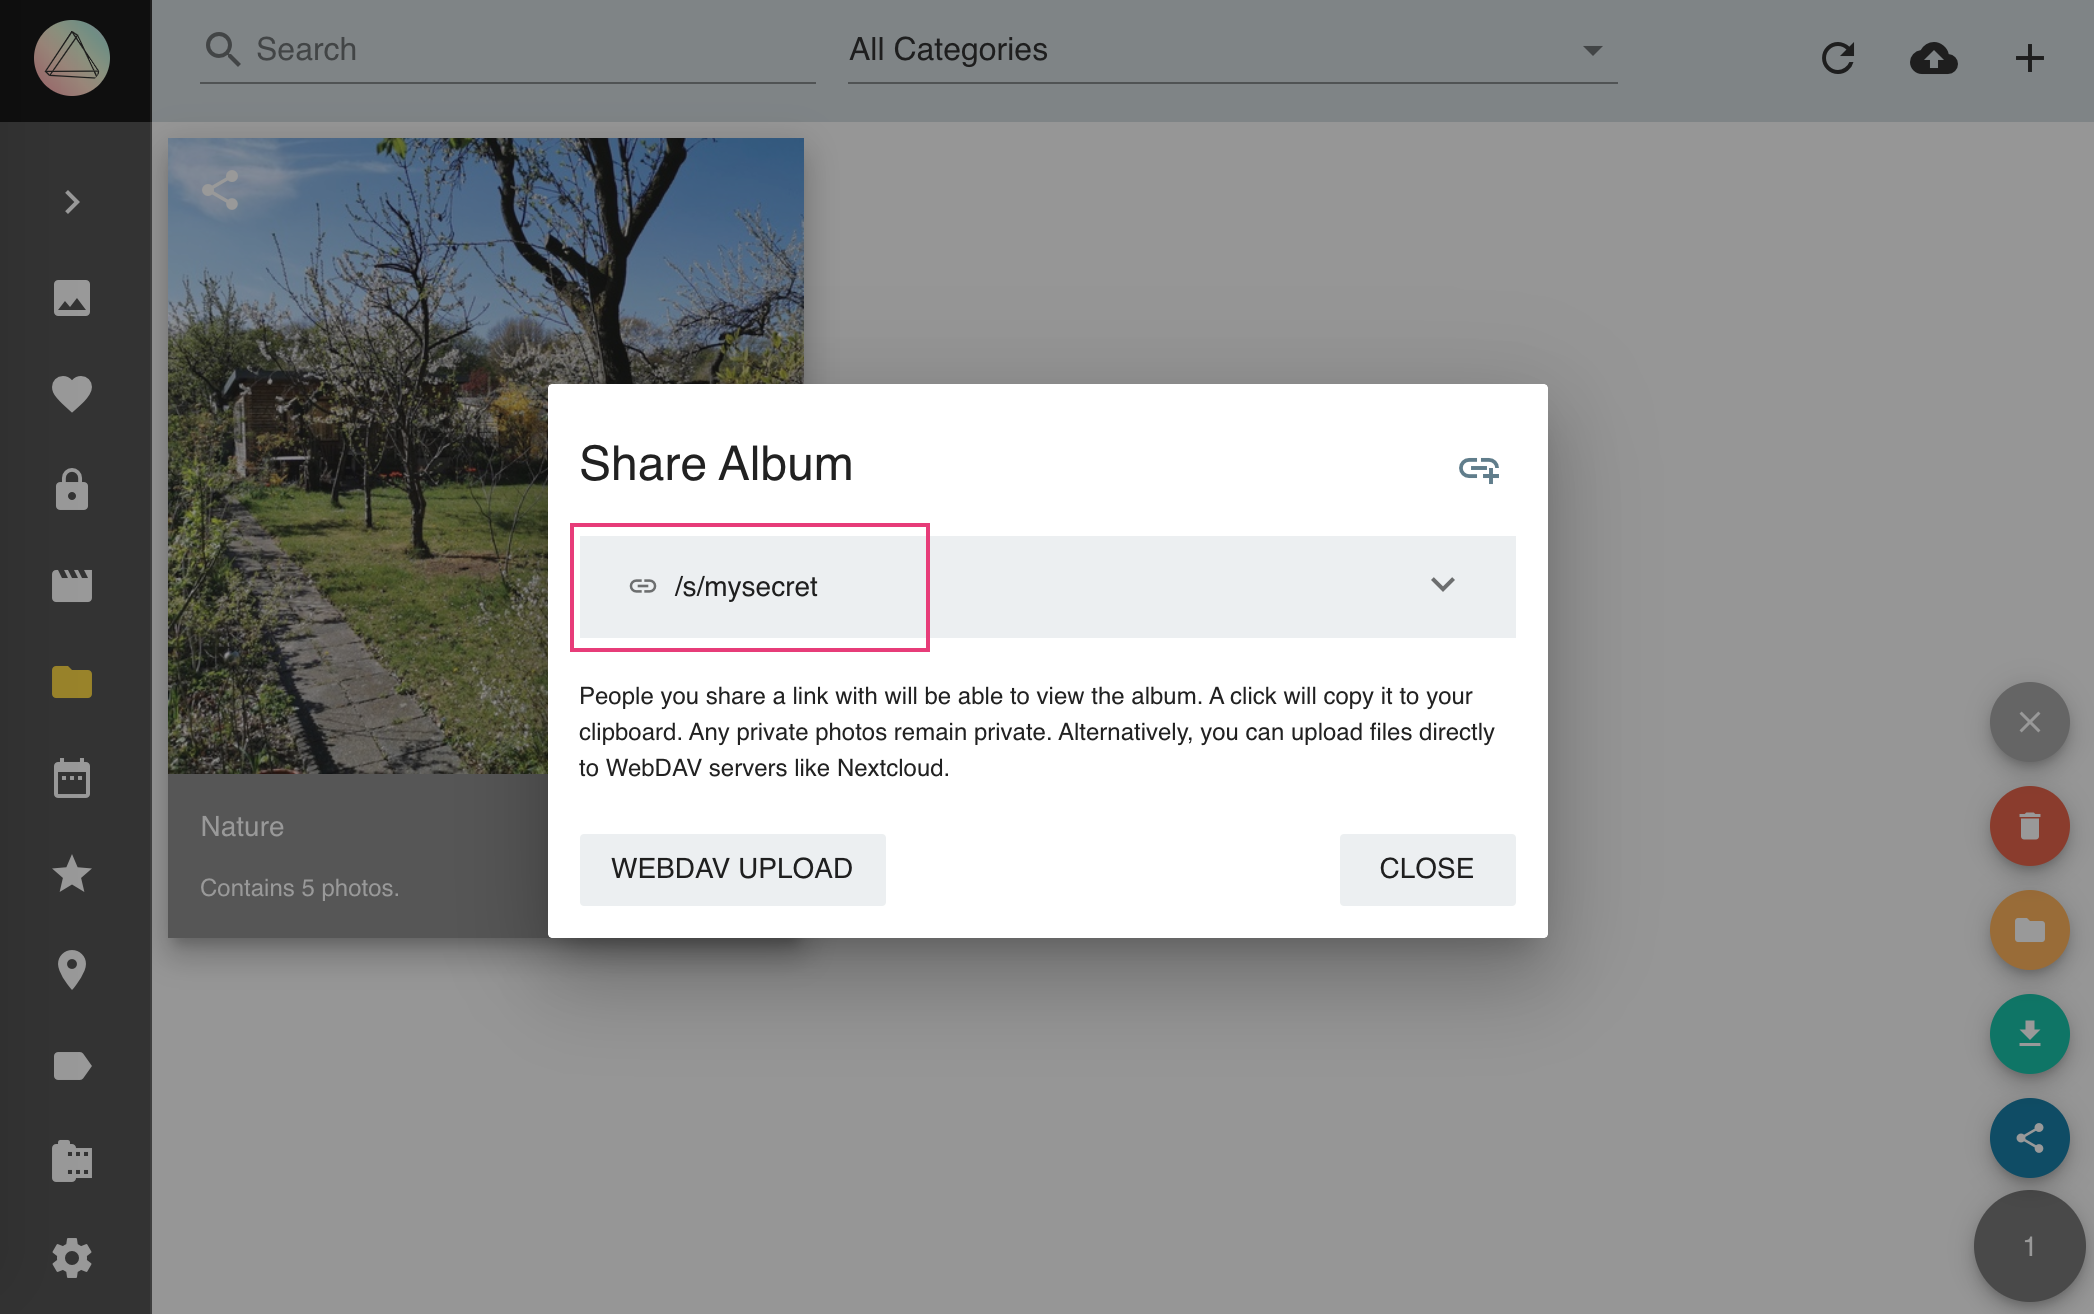 Search
All Categories
Share Album
/s/mysecret
People you share a link with will be able to view the album. A click will copy it to your
clipboard. Any private photos remain private. Alternatively, you can upload files directly
to WebDAV servers like Nextcloud.
Nature
WEBDAV UPLOAD
CLOSE
Contains 5 photos.
1